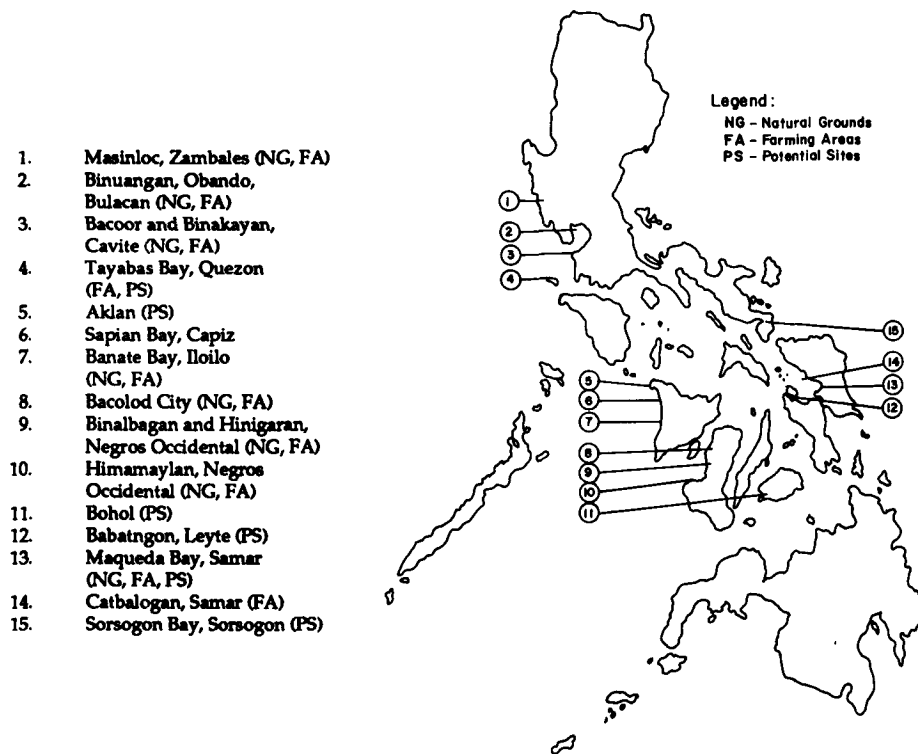 1. Masinloc, Zambales (NG, FA)
2. Binuangan, Obando,
Bulacan (NG, FA)
3. Bacoor and Binakayan,
Cavite (NG, FA)
4. Tayabas Bay, Quezon
(FA, PS)
5. Aklan (PS)
6. Sapian Bay, Capiz
7. Banate Bay, Iloilo
(NG, FA)
8. Bacolod City (NG, FA)
9. Binalbagan and Hinigaran,
Negros Occidental (NG, FA)
10. Himamaylan, Negros
Occidental (NG, FA)
11. Bohol (PS)
12. Babatngon, Leyte (PS)
13. Maqueda Bay, Samar
(NG, FA, PS)
14. Catbalogan, Samar (FA)
15. Sorsogon Bay, Sorsogon (PS)
Legend:
NG - Natural Grounds
FA - Farming Areas
PS - Potential Sites
1
2
3
4
15
14
13
12
5
6
7
8
9
10
11